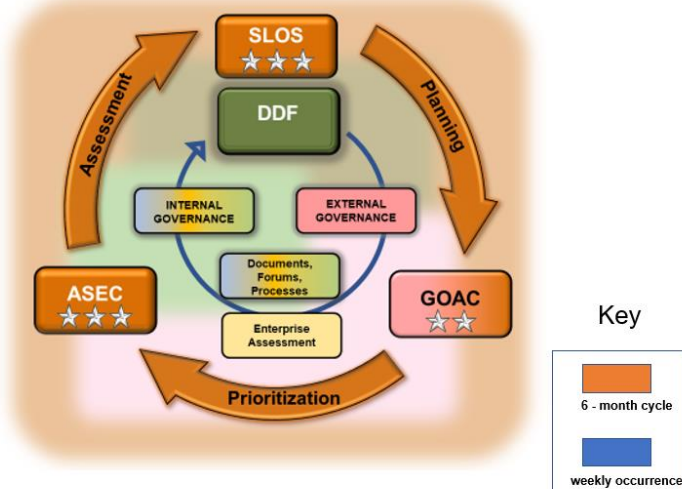 SLOS
DDF
Assessment
Planning
INTERNAL
GOVERNANCE
EXTERNAL
GOVERNANCE
Documents,
Forums,
Processes
ASEC
GOAC
Enterprise
Assessment
Prioritization
Key
6 - month cycle
weekly occurrence